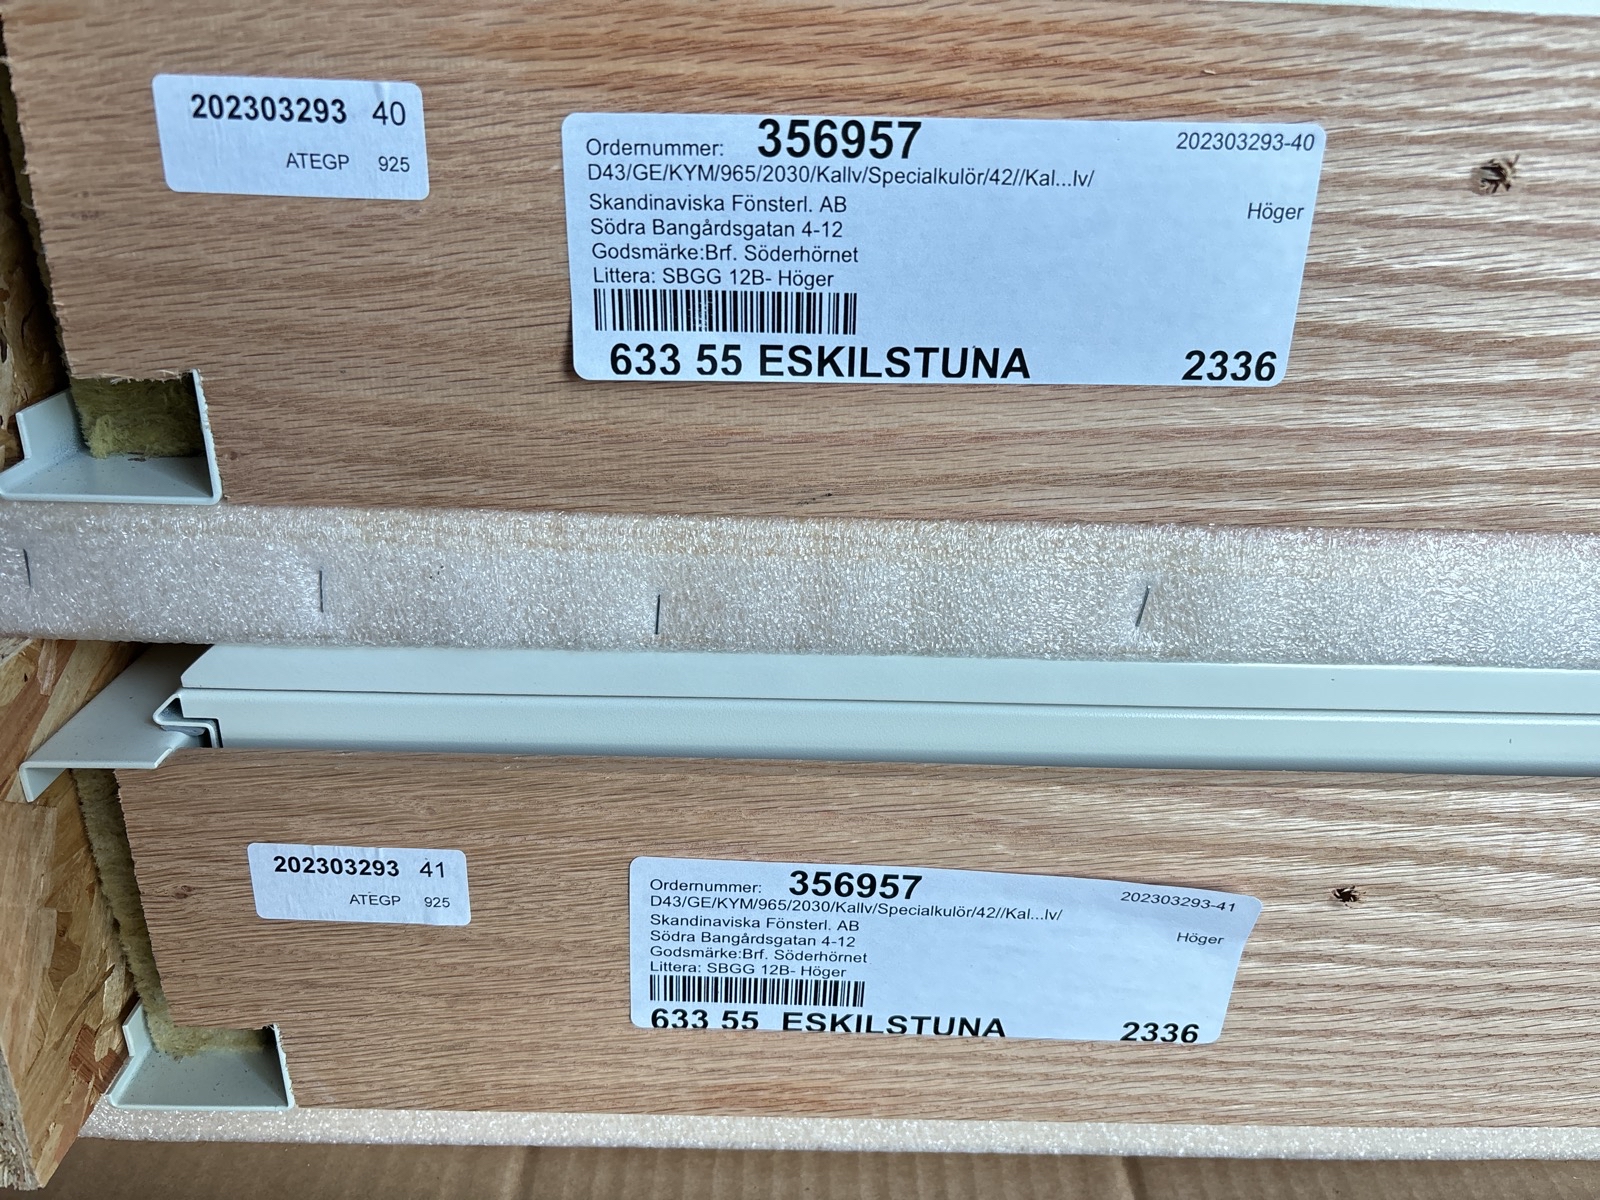 202303293 40
ATEGP 925
Ordernummer: 356957 202303293-40
D43/GE/KYM/965/2030/Kallv/Specialkulör/42//Kal...lv/
Skandinaviska Fönsterl. AB Höger
Södra Bangårdsgatan 4-12
Godsmärke:Brf. Söderhörnet
Littera: SBGG 12B- Höger
633 55 ESKILSTUNA 2336
202303293 41
ATEGP 925
Ordernummer: 356957 202303293-41
D43/GE/KYM/965/2030/Kallv/Specialkulör/42//Kal...lv/
Skandinaviska Fönsterl. AB Höger
Södra Bangårdsgatan 4-12
Godsmärke:Brf. Söderhörnet
Littera: SBGG 12B- Höger
633 55 ESKILSTUNA 2336